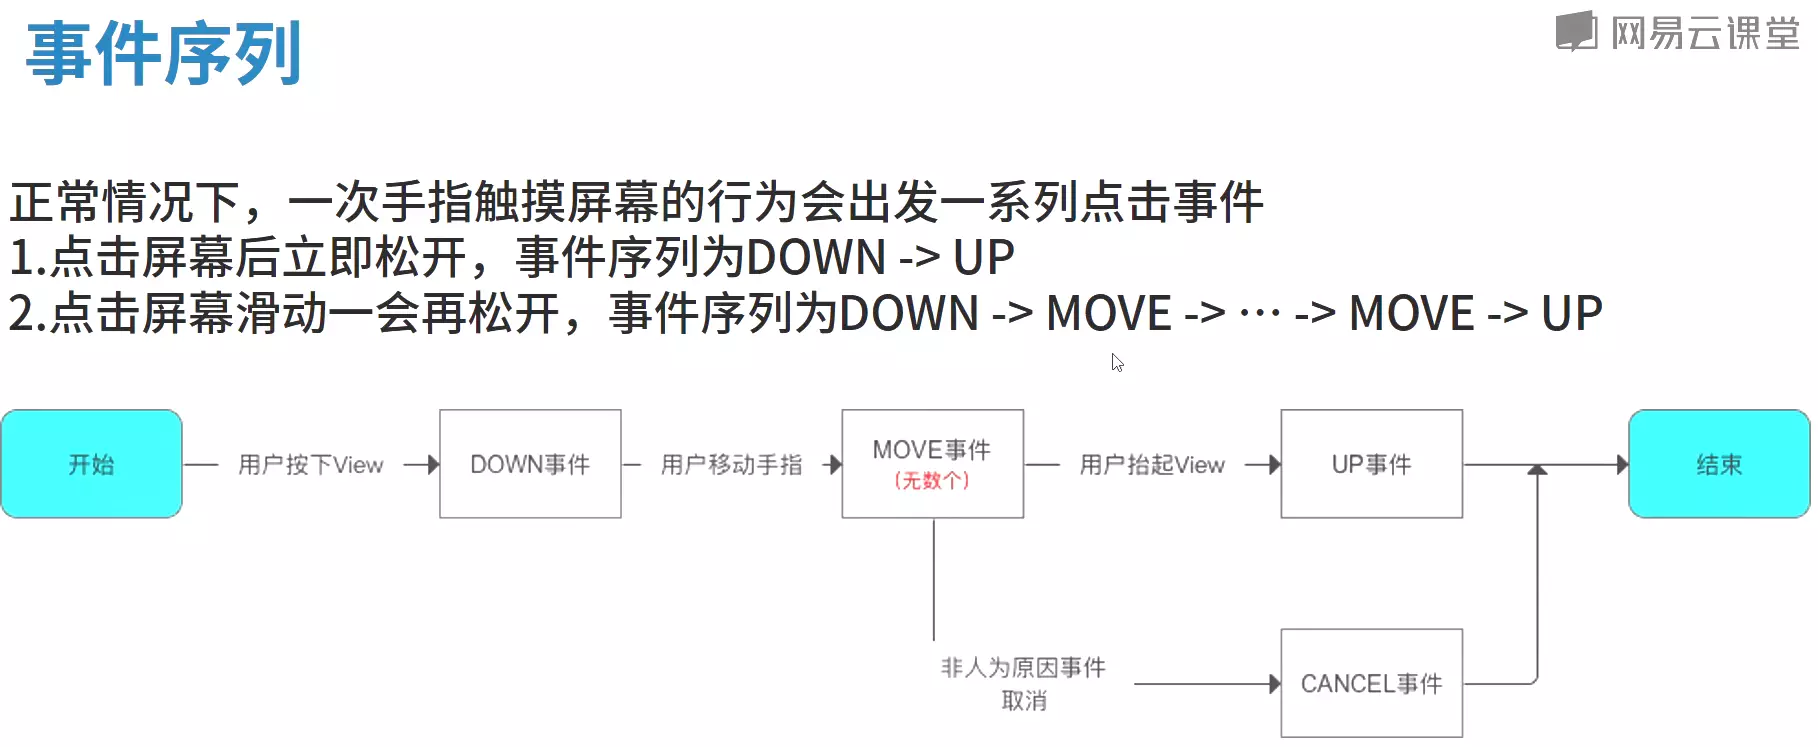 事件序列
网易云课堂
正常情况下，一次手指触摸屏幕的行为会出发一系列点击事件
1.点击屏幕后立即松开，事件序列为DOWN -> UP
2.点击屏幕滑动一会再松开，事件序列为DOWN -> MOVE -> … -> MOVE -> UP
开始
用户按下View
DOWN事件
用户移动手指
MOVE事件
（无数个）
用户抬起View
UP事件
结束
非人为原因事件
取消
CANCEL事件